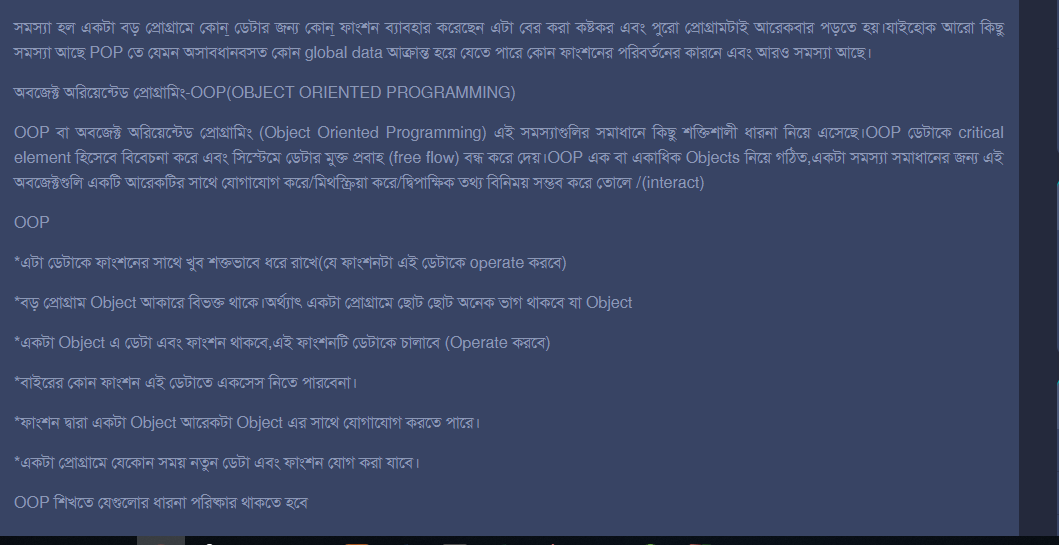 সমস্যা হল একটা বড় প্রোগ্রামে কোন্ ডেটার জন্য কোন্ ফাংশন ব্যাবহার করেছেন এটা বের করা কষ্টকর এবং পুরো প্রোগ্রামটাই আরেকবার পড়তে হয়।যাইহোক আরো কিছু
সমস্যা আছে POP তে যেমন অসাবধানবসত কোন global data আক্রান্ত হয়ে যেতে পারে কোন ফাংশনের পরিবর্তনের কারনে এবং আরও সমস্যা আছে।
অবজেক্ট অরিয়েন্টেড প্রোগ্রামিং-OOP(OBJECT ORIENTED PROGRAMMING)
OOP বা অবজেক্ট অরিয়েন্টেড প্রোগ্রামিং (Object Oriented Programming) এই সমস্যাগুলির সমাধানে কিছু শক্তিশালী ধারনা নিয়ে এসেছে।OOP ডেটাকে critical
element হিসেবে বিবেচনা করে এবং সিস্টেমে ডেটার মুক্ত প্রবাহ (free flow) বন্ধ করে দেয়।OOP এক বা একাধিক Objects নিয়ে গঠিত,একটা সমস্যা সমাধানের জন্য এই
অবজেক্টগুলি একটি আরেকটির সাথে যোগাযোগ করে/মিথস্ক্রিয়া করে/দ্বিপাক্ষিক তথ্য বিনিময় সম্ভব করে তোলে /(interact)
OOP
*এটা ডেটাকে ফাংশনের সাথে খুব শক্তভাবে ধরে রাখে(যে ফাংশনটা এই ডেটাকে operate করবে)
*বড় প্রোগ্রাম Object আকারে বিভক্ত থাকে।অর্থ্যাৎ একটা প্রোগ্রামে ছোট ছোট অনেক ভাগ থাকবে যা Object
*একটা Object এ ডেটা এবং ফাংশন থাকবে,এই ফাংশনটি ডেটাকে চালাবে (Operate করবে)
*বাইরের কোন ফাংশন এই ডেটাতে একসেস নিতে পারবেনা।
*ফাংশন দ্বারা একটা Object আরেকটা Object এর সাথে যোগাযোগ করতে পারে।
*একটা প্রোগ্রামে যেকোন সময় নতুন ডেটা এবং ফাংশন যোগ করা যাবে।
OOP শিখতে যেগুলোর ধারনা পরিষ্কার থাকতে হবে